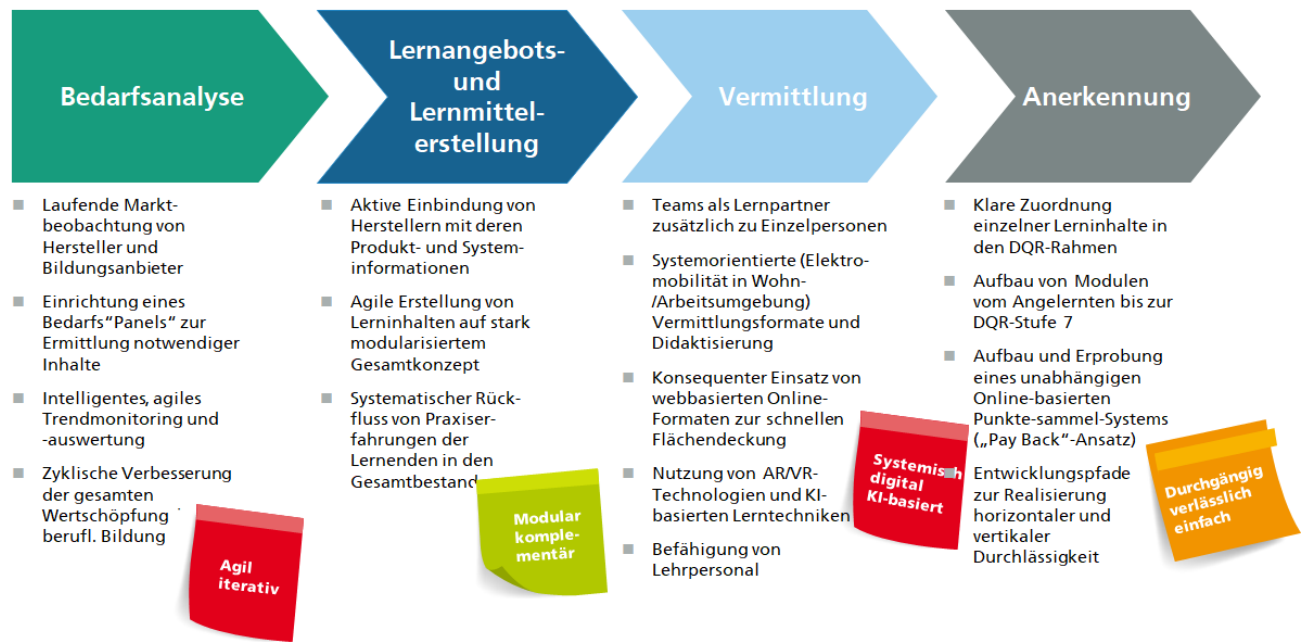 Bedarfsanalyse
Laufende Markt-
beobachtung von
Hersteller und
Bildungsanbieter
Einrichtung eines
Bedarfs“Panels“ zur
Ermittlung notwendiger
Inhalte
Intelligentes, agiles
Trendmonitoring und
-auswertung
Zyklische Verbesserung
der gesamten
Wertschöpfung
berufl. Bildung
Agil
iterativ
Lernangebots-
und
Lernmittel-
erstellung
Aktive Einbindung von
Herstellern mit deren
Produkt- und System-
informationen
Agile Erstellung von
Lerninhalten auf stark
modularisiertem
Gesamtkonzept
Systematischer Rück-
fluss von Praxiser-
fahrungen der
Lernenden in den
Gesamtbestand
Modular
komple-
mentär
Vermittlung
Teams als Lernpartner
zusätzlich zu Einzelpersonen
Systemorientierte (Elektro-
mobilität in Wohn-
/Arbeitsumgebung)
Vermittlungsformate und
Didaktisierung
Konsequenter Einsatz von
webbasierten Online-
Formaten zur schnellen
Flächendeckung
Nutzung von AR/VR-
Technologien und KI-
basierten Lerntechniken
Befähigung von
Lehrpersonal
Systemisch
digital
KI-basiert
Anerkennung
Klare Zuordnung
einzelner Lerninhalte in
den DQR-Rahmen
Aufbau von Modulen
vom Angelernten bis zur
DQR-Stufe 7
Aufbau und Erprobung
eines unabhängigen
Online-basierten
Punkte-sammel-Systems
(„Pay Back“-Ansatz)
Entwicklungspfade
zur Realisierung
horizontaler und
vertikaler
Durchlässigkeit
Durchgängig
verlässlich
einfach